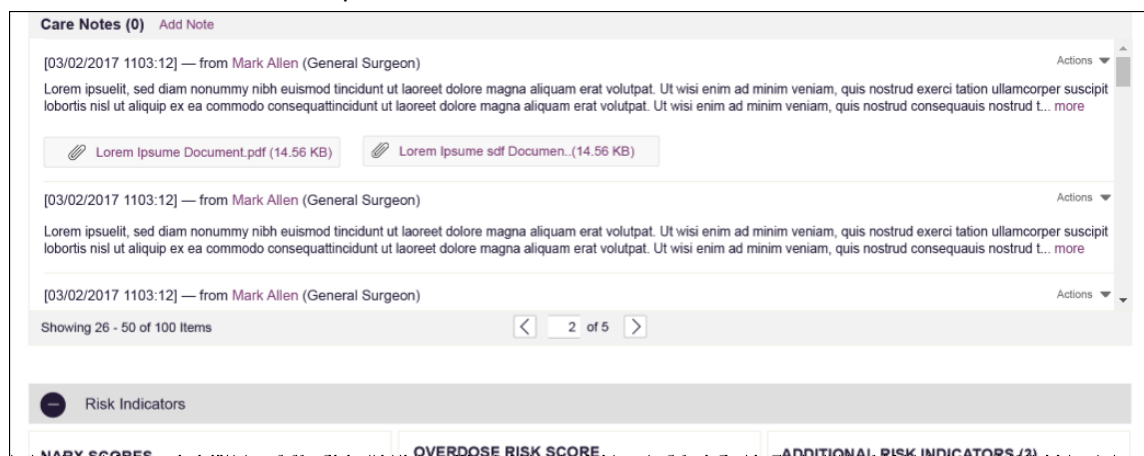 Care Notes (0) Add Note
[03/02/2017 1103:12] — from Mark Allen (General Surgeon) Actions
Lorem ipsuelit, sed diam nonummy nibh euismod tincidunt ut laoreet dolore magna aliquam erat volutpat. Ut wisi enim ad minim veniam, quis nostrud exerci tation ullamcorper suscipit
lobortis nisl ut aliquip ex ea commodo consequattincidunt ut laoreet dolore magna aliquam erat volutpat. Ut wisi enim ad minim veniam, quis nostrud consequauis nostrud t... more
Lorem Ipsume Document.pdf (14.56 KB) Lorem Ipsume sdf Documen..(14.56 KB)
[03/02/2017 1103:12] — from Mark Allen (General Surgeon) Actions
Lorem ipsuelit, sed diam nonummy nibh euismod tincidunt ut laoreet dolore magna aliquam erat volutpat. Ut wisi enim ad minim veniam, quis nostrud exerci tation ullamcorper suscipit
lobortis nisl ut aliquip ex ea commodo consequattincidunt ut laoreet dolore magna aliquam erat volutpat. Ut wisi enim ad minim veniam, quis nostrud consequauis nostrud t... more
[03/02/2017 1103:12] — from Mark Allen (General Surgeon) Actions
Showing 26 - 50 of 100 Items 2 of 5
Risk Indicators
NARX SCORES OVERDOSE RISK SCORE ADDITIONAL RISK INDICATORS (3)